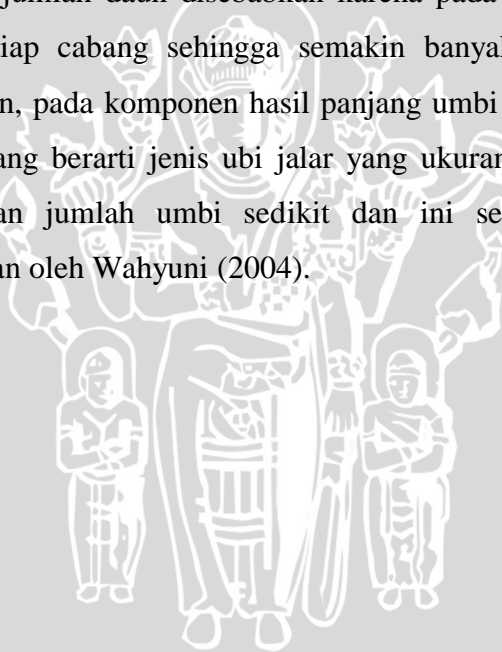 jumlah daun disebabkan karena pada
iap cabang sehingga semakin banyal
n, pada komponen hasil panjang umbi
ang berarti jenis ubi jalar yang ukuran
an jumlah umbi sedikit dan ini se
an oleh Wahyuni (2004).